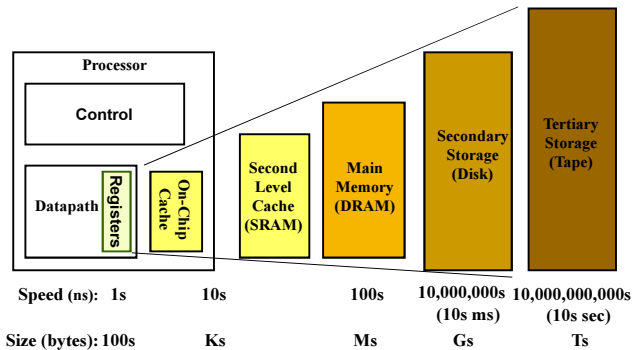 Processor
Control
Datapath
Registers
On-Chip
Cache
Second
Level
Cache
(SRAM)
Main
Memory
(DRAM)
Secondary
Storage
(Disk)
Tertiary
Storage
(Tape)
Speed (ns): 1s 10s 100s 10,000,000s 10,000,000,000s
(10s ms) (10s sec)
Size (bytes): 100s Ks Ms Gs Ts